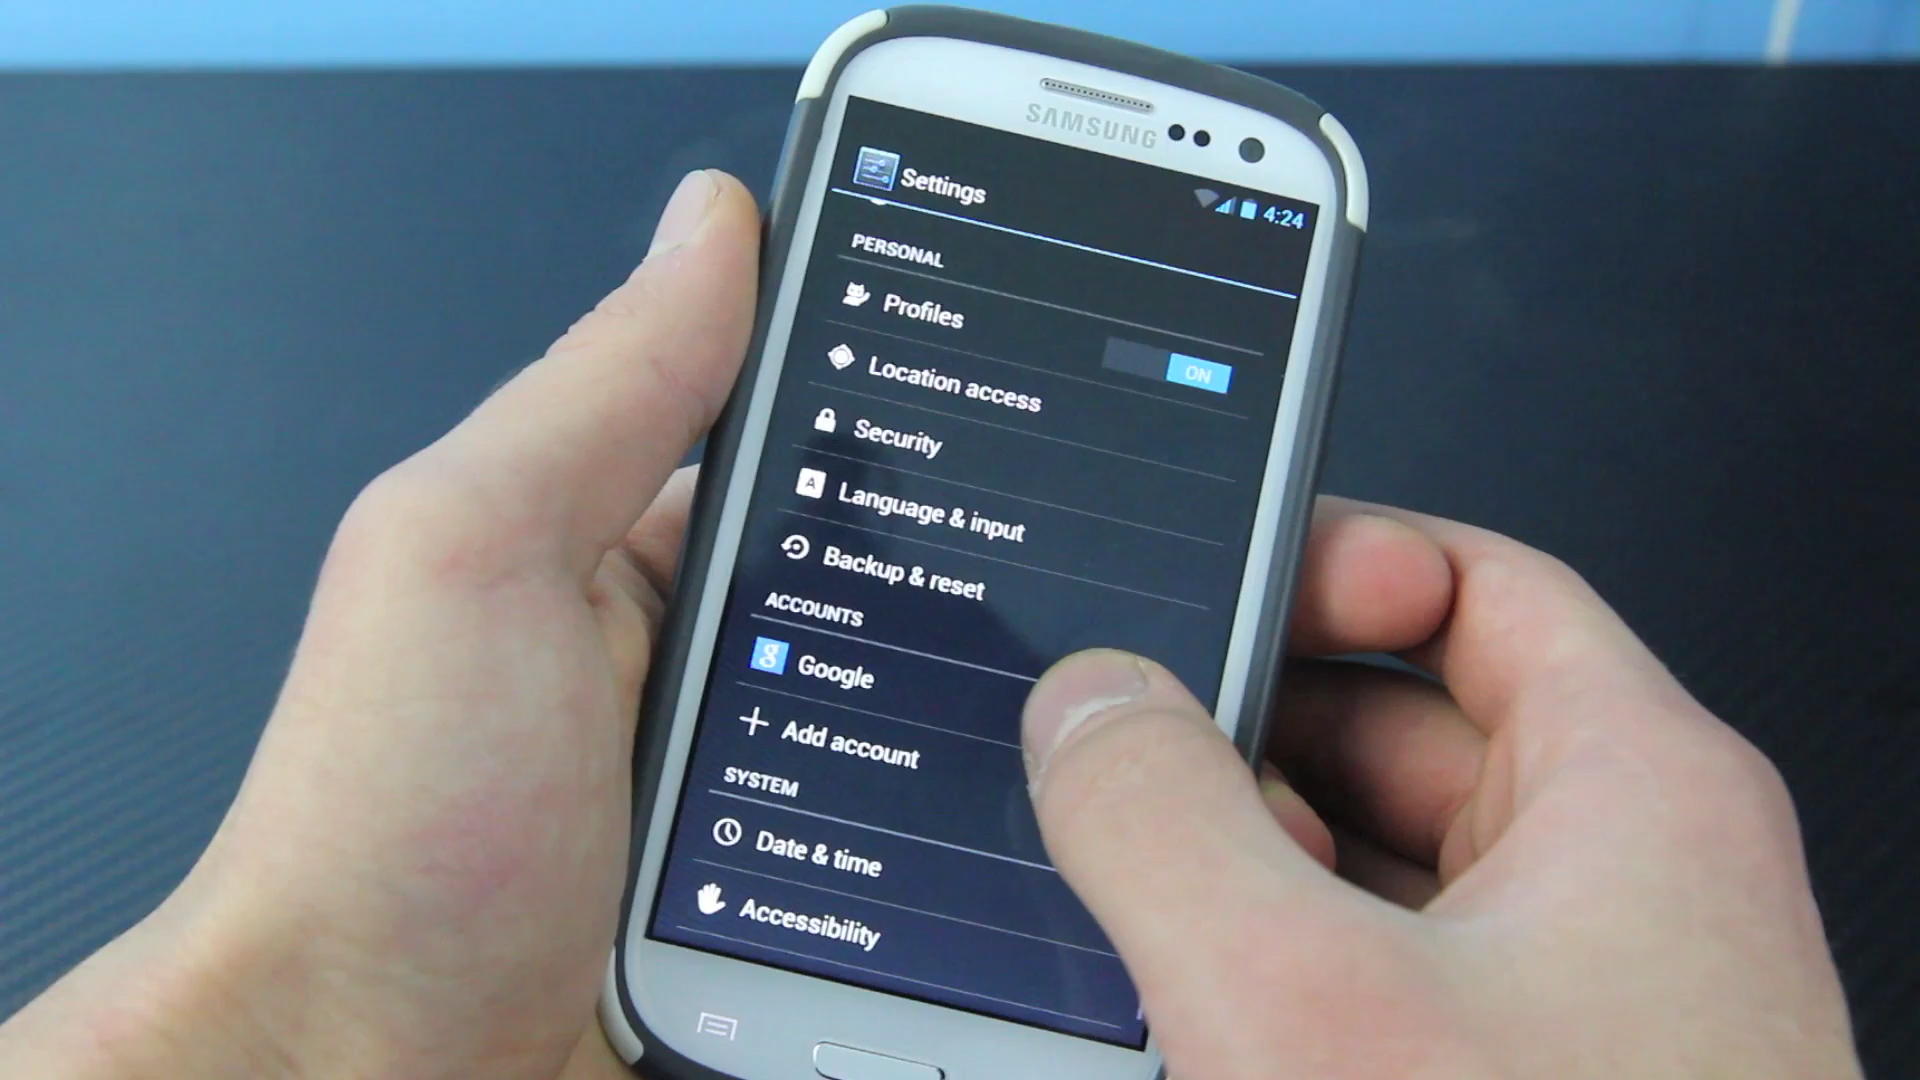 SAMSUNG
Settings
4:24
PERSONAL
Profiles
ON
Location access
Security
A Language & input
Backup & reset
ACCOUNTS
g Google
Add account
SYSTEM
Date & time
Accessibility